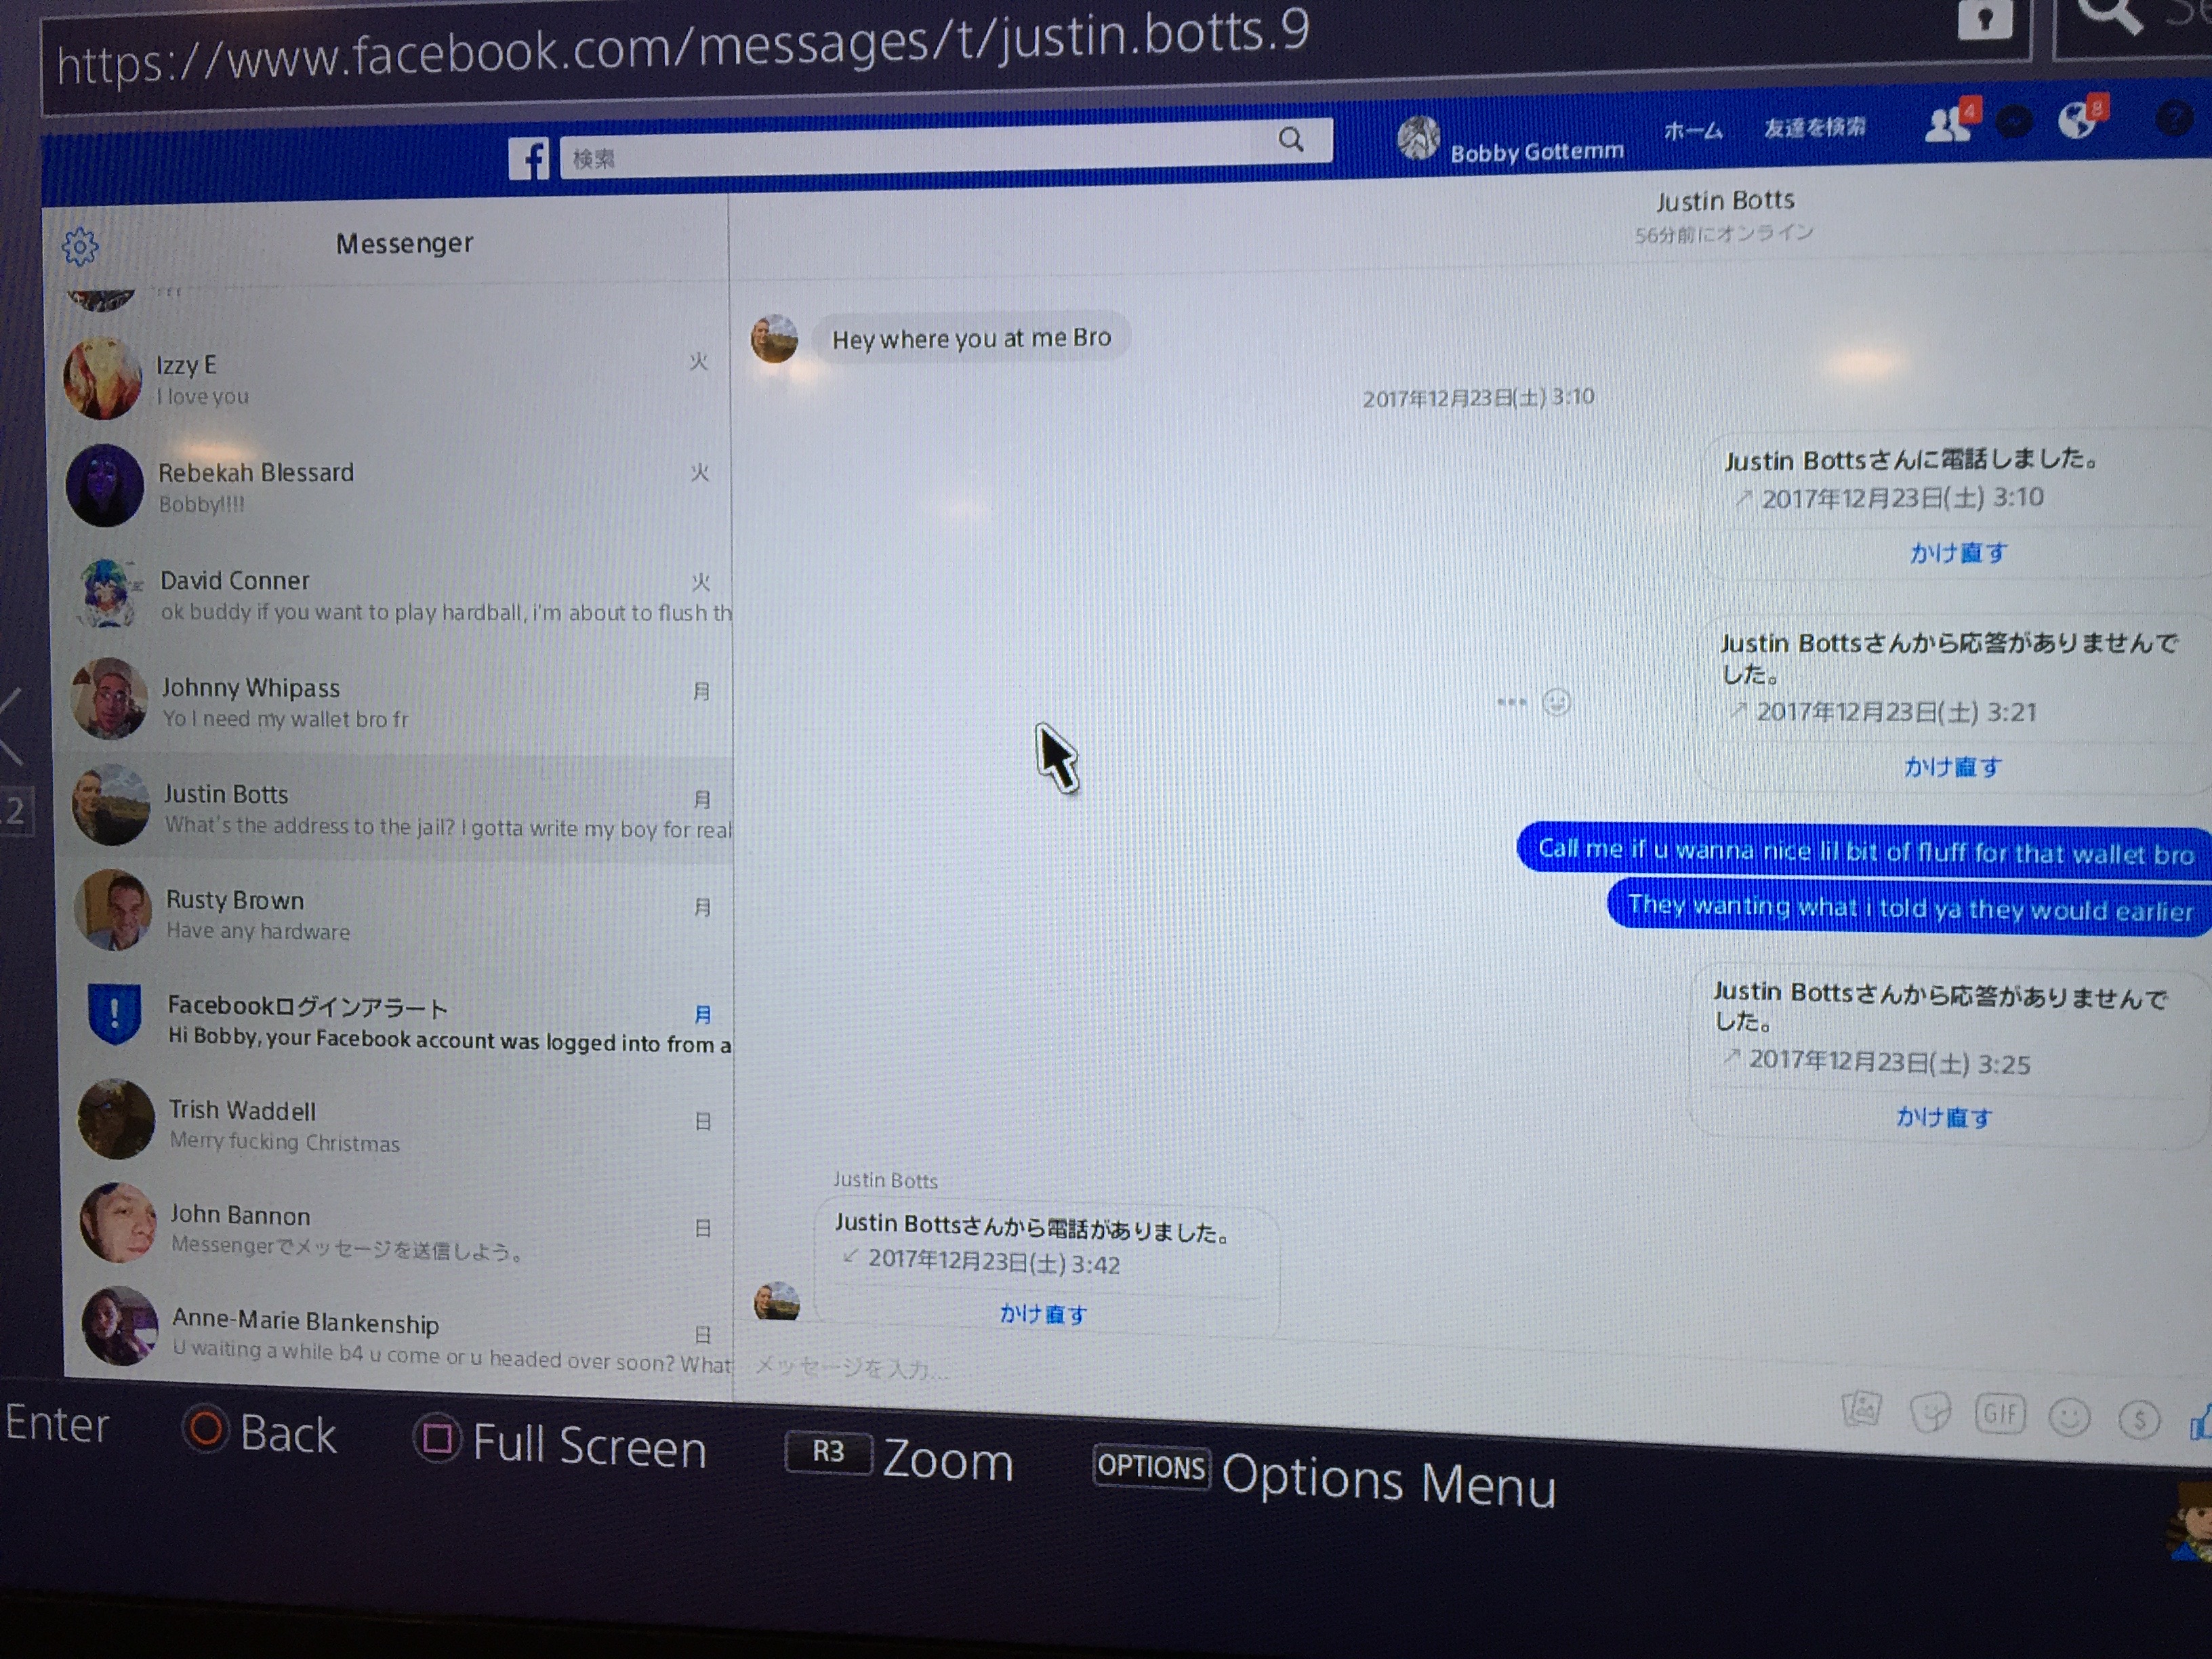 https://www.facebook.com/messages/t/justin.botts.9
検索
Bobby Gottemm
ホーム
友達を検索
4
8
?
Messenger
Justin Botts
56分前にオンライン
Izzy E
火
I love you
Rebekah Blessard
火
Bobby!!!!
David Conner
火
ok buddy if you want to play hardball, i'm about to flush th
Johnny Whipass
月
Yo I need my wallet bro fr
Justin Botts
月
What's the address to the jail? I gotta write my boy for real
Rusty Brown
月
Have any hardware
Facebookログインアラート
月
Hi Bobby, your Facebook account was logged into from a
Trish Waddell
日
Merry fucking Christmas
John Bannon
日
Messengerでメッセージを送信しよう。
Anne-Marie Blankenship
日
U waiting a while b4 u come or u headed over soon? What
Hey where you at me Bro
2017年12月23日(土) 3:10
Justin Bottsさんに電話しました。
2017年12月23日(土) 3:10
かけ直す
Justin Bottsさんから応答がありませんで
した。
2017年12月23日(土) 3:21
かけ直す
Call me if u wanna nice lil bit of fluff for that wallet bro
They wanting what i told ya they would earlier
Justin Bottsさんから応答がありませんで
した。
2017年12月23日(土) 3:25
かけ直す
Justin Botts
Justin Bottsさんから電話がありました。
2017年12月23日(土) 3:42
かけ直す
メッセージを入力...
GIF
$
Enter
Back
Full Screen
R3 Zoom
OPTIONS Options Menu